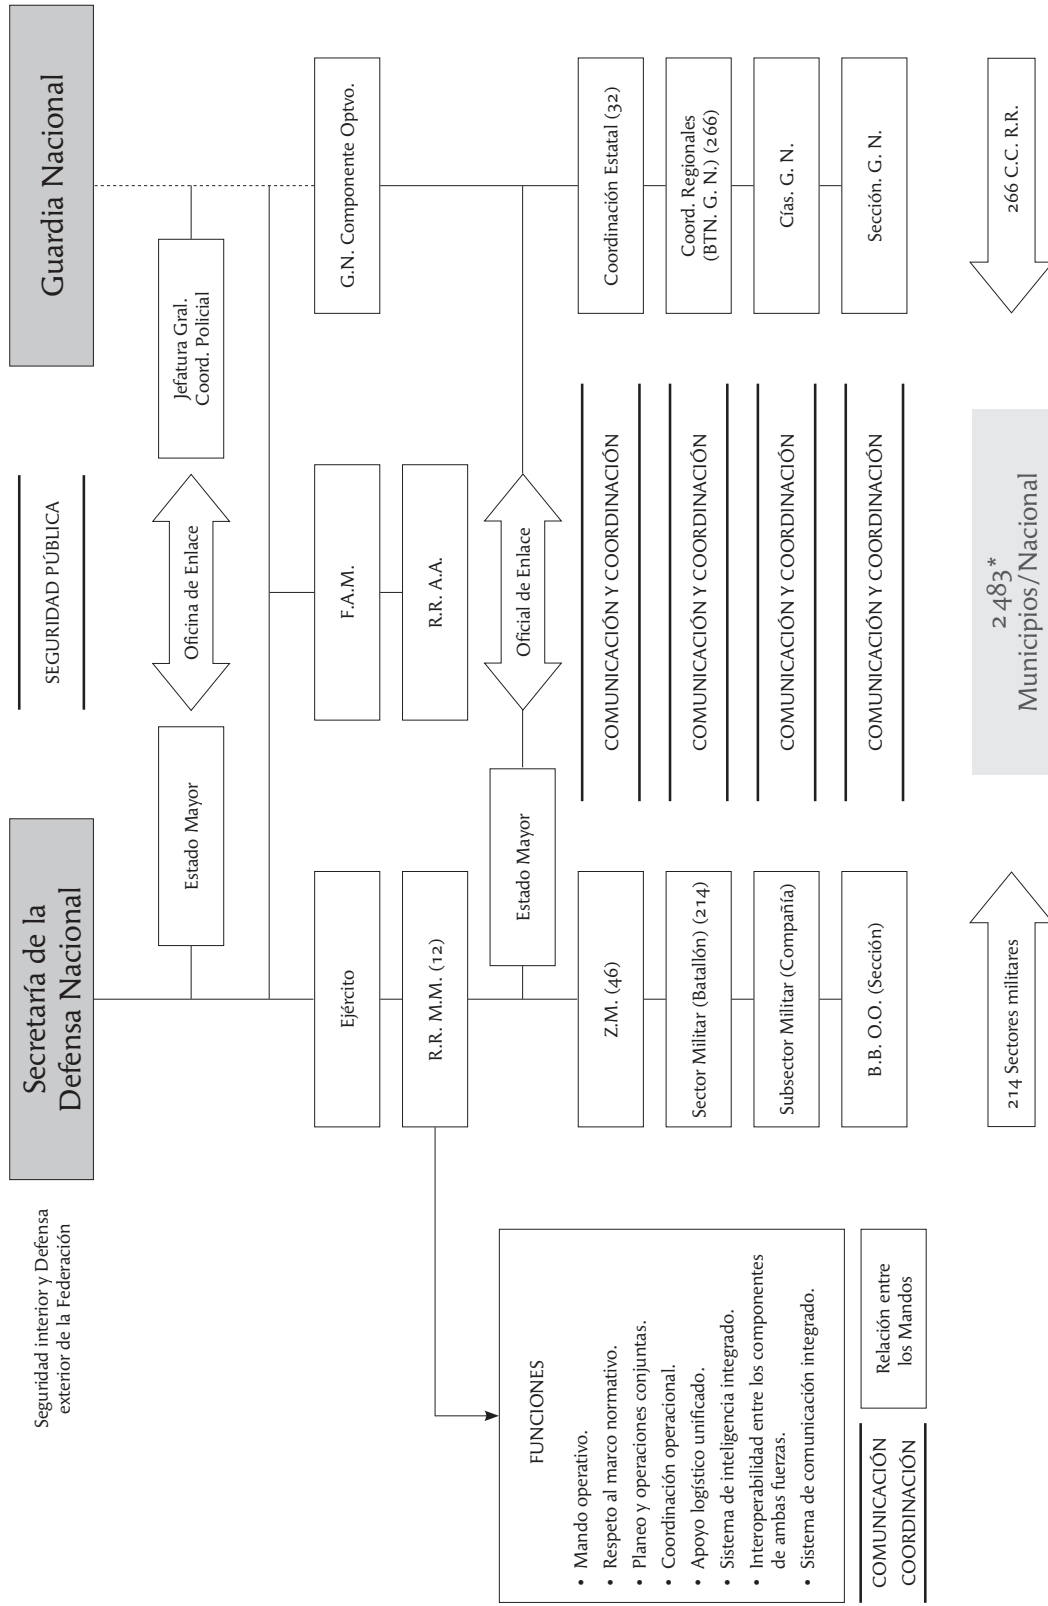 Seguridad interior y Defensa
exterior de la Federación
Secretaría de la
Defensa Nacional
SEGURIDAD PÚBLICA
Guardia Nacional
Estado Mayor
Oficina de Enlace
Jefatura Gral.
Coord. Policial
Ejército
F.A.M.
G.N. Componente Optvo.
R.R. M.M. (12)
R.R. A.A.
Estado Mayor
Oficial de Enlace
Z.M. (46)
COMUNICACIÓN Y COORDINACIÓN
Coordinación Estatal (32)
Sector Militar (Batallón) (214)
COMUNICACIÓN Y COORDINACIÓN
Coord. Regionales
(BTN. G. N.) (266)
Subsector Militar (Compañía)
COMUNICACIÓN Y COORDINACIÓN
Cías. G. N.
B.B. O.O. (Sección)
COMUNICACIÓN Y COORDINACIÓN
Sección. G. N.
FUNCIONES
• Mando operativo.
• Respeto al marco normativo.
• Planeo y operaciones conjuntas.
• Coordinación operacional.
• Apoyo logístico unificado.
• Sistema de inteligencia integrado.
• Interoperabilidad entre los componentes
de ambas fuerzas.
• Sistema de comunicación integrado.
COMUNICACIÓN
COORDINACIÓN
Relación entre
los Mandos
214 Sectores militares
2 483*
Municipios/Nacional
266 C.C. R.R.